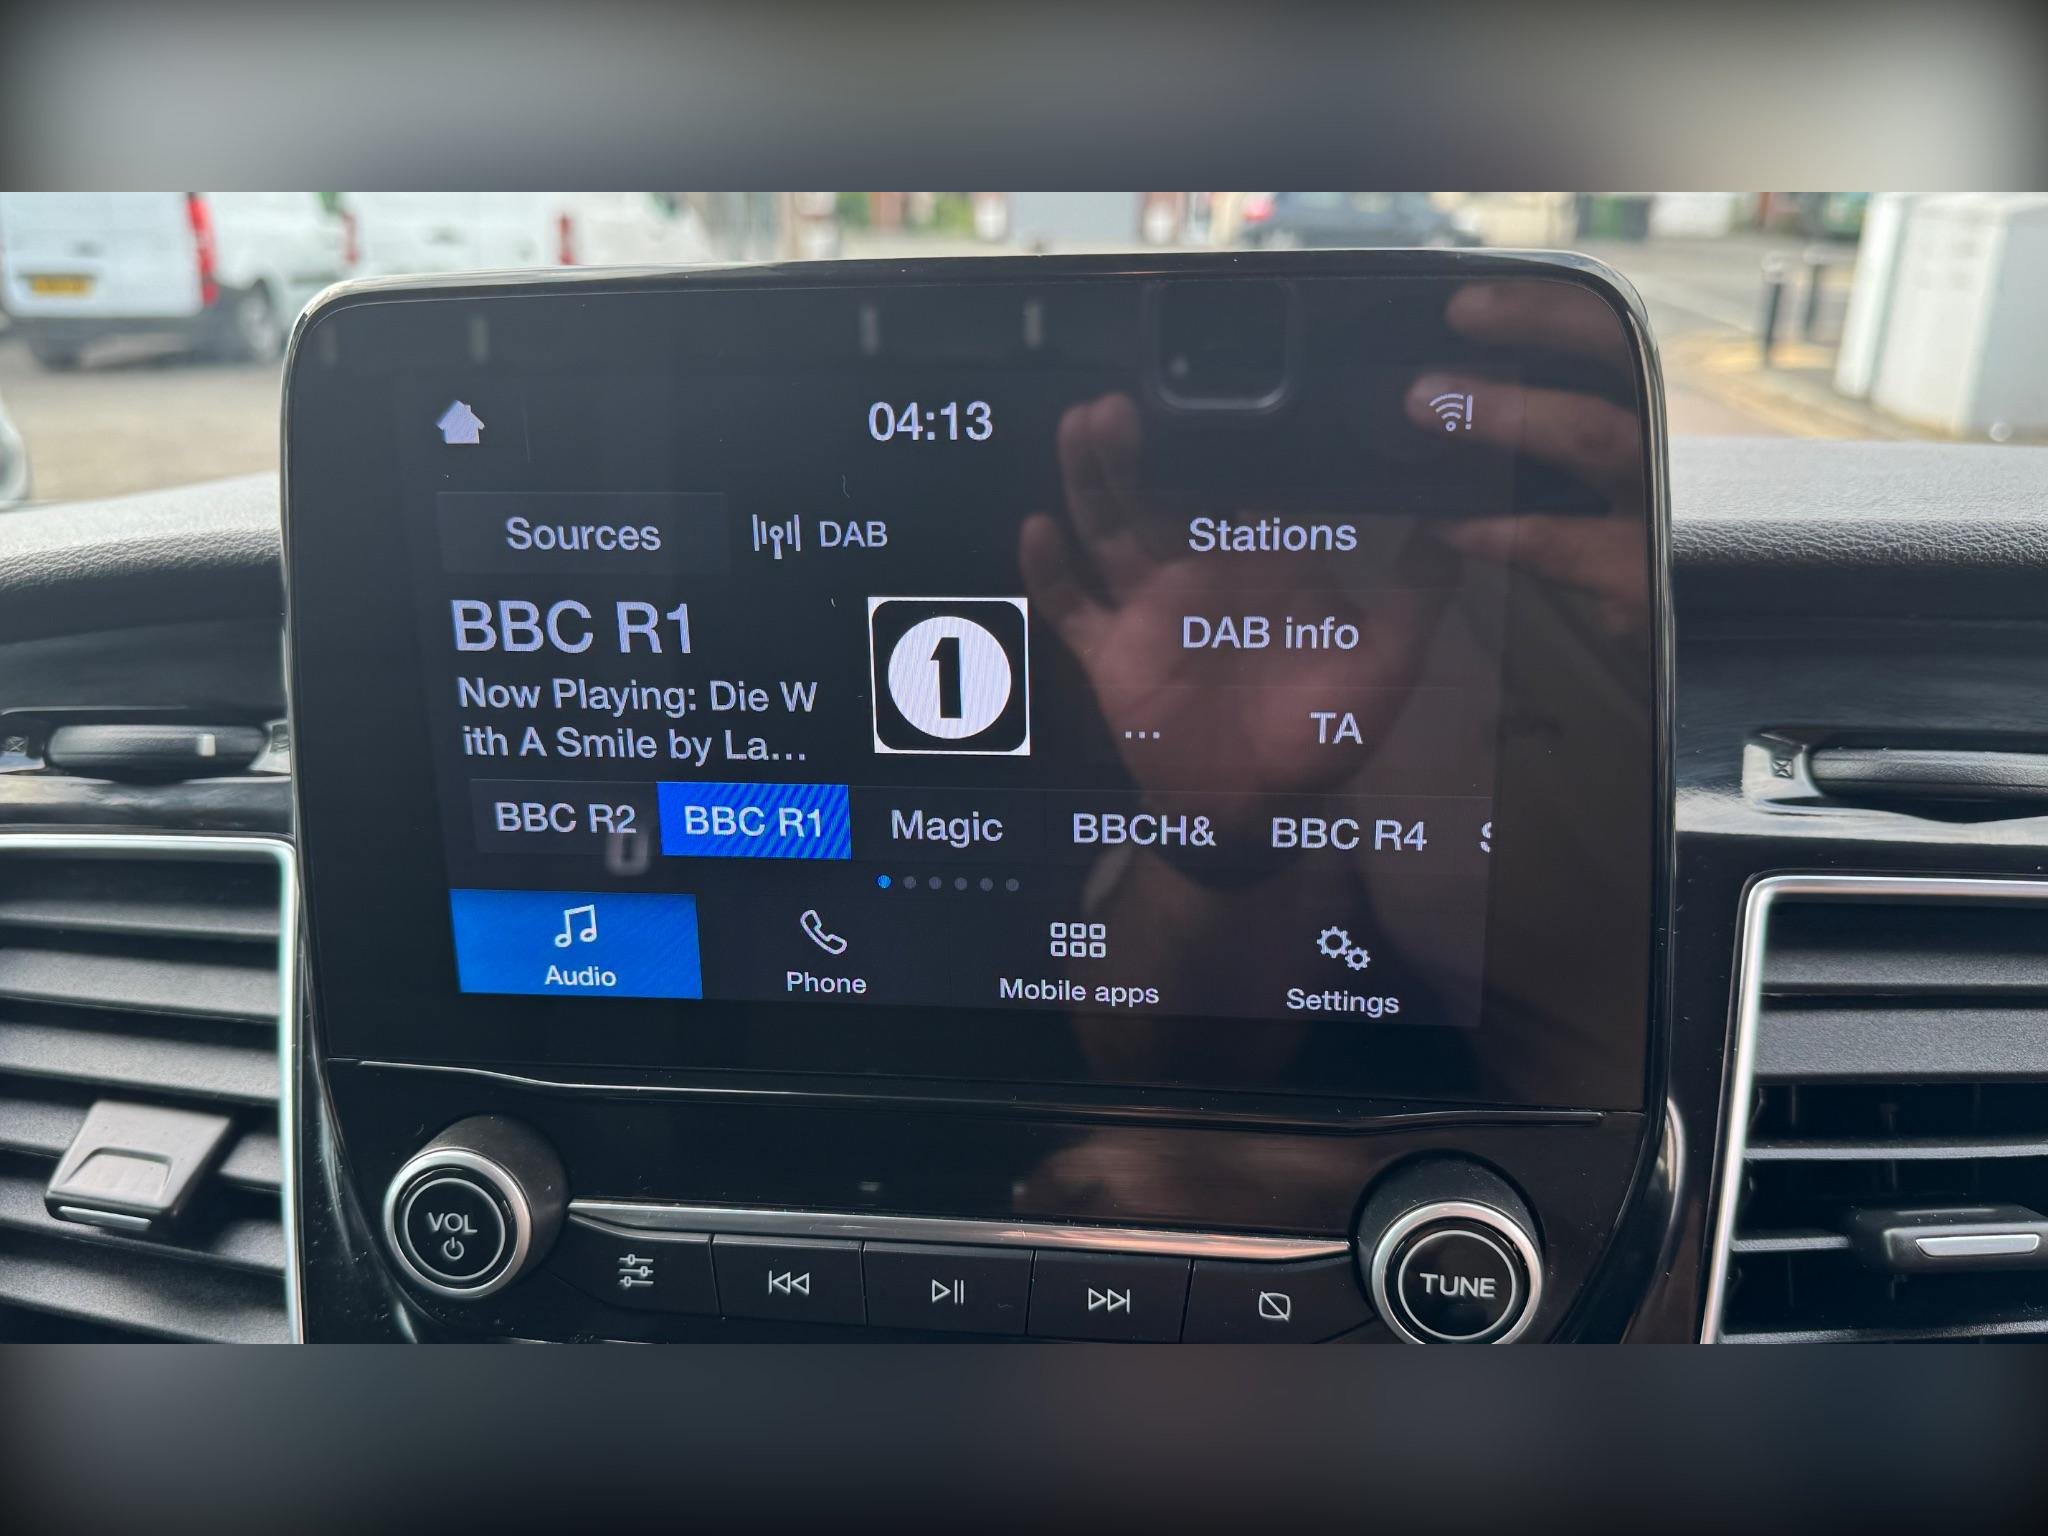 04:13
Sources
DAB
Stations
BBC R1
1
DAB info
Now Playing: Die W
ith A Smile by La...
...
TA
BBC R2
BBC R1
Magic
BBCH&
BBC R4
Audio
Phone
Mobile apps
Settings
VOL
TUNE